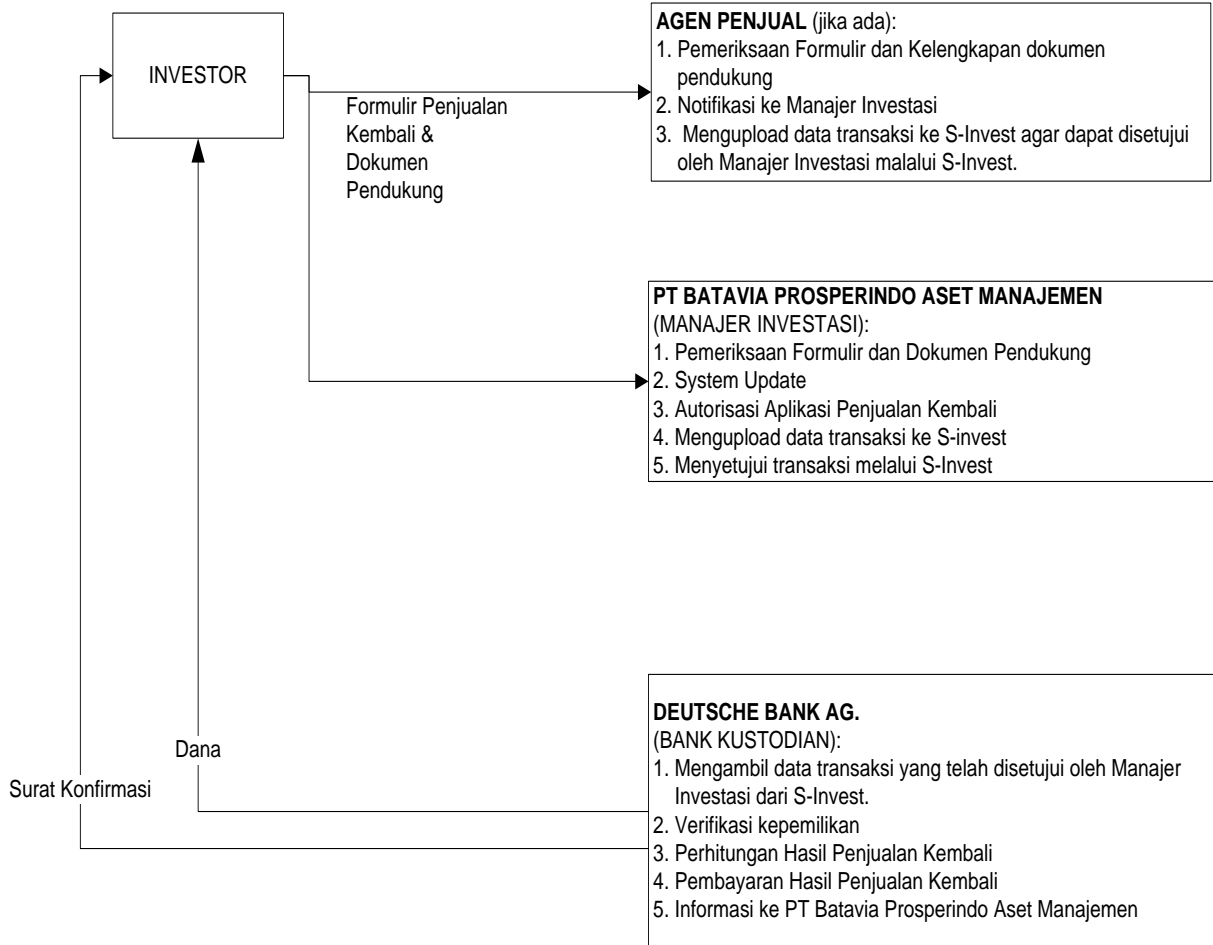 INVESTOR
Formulir Penjualan
Kembali &
Dokumen
Pendukung
AGEN PENJUAL (jika ada):
1. Pemeriksaan Formulir dan Kelengkapan dokumen
pendukung
2. Notifikasi ke Manajer Investasi
3. Mengupload data transaksi ke S-Invest agar dapat disetujui
oleh Manajer Investasi malalui S-Invest.
PT BATAVIA PROSPERINDO ASET MANAJEMEN
(MANAJER INVESTASI):
1. Pemeriksaan Formulir dan Dokumen Pendukung
2. System Update
3. Autorisasi Aplikasi Penjualan Kembali
4. Mengupload data transaksi ke S-invest
5. Menyetujui transaksi melalui S-Invest
Dana
Surat Konfirmasi
DEUTSCHE BANK AG.
(BANK KUSTODIAN):
1. Mengambil data transaksi yang telah disetujui oleh Manajer
Investasi dari S-Invest.
2. Verifikasi kepemilikan
3. Perhitungan Hasil Penjualan Kembali
4. Pembayaran Hasil Penjualan Kembali
5. Informasi ke PT Batavia Prosperindo Aset Manajemen